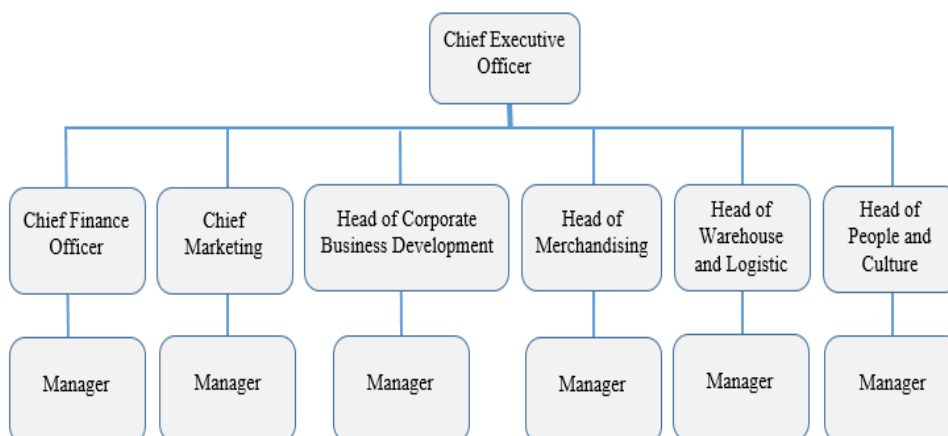 Chief Executive
Officer
Chief Finance
Officer
Chief
Marketing
Head of Corporate
Business Development
Head of
Merchandising
Head of
Warehouse
and Logistic
Head of
People and
Culture
Manager
Manager
Manager
Manager
Manager
Manager